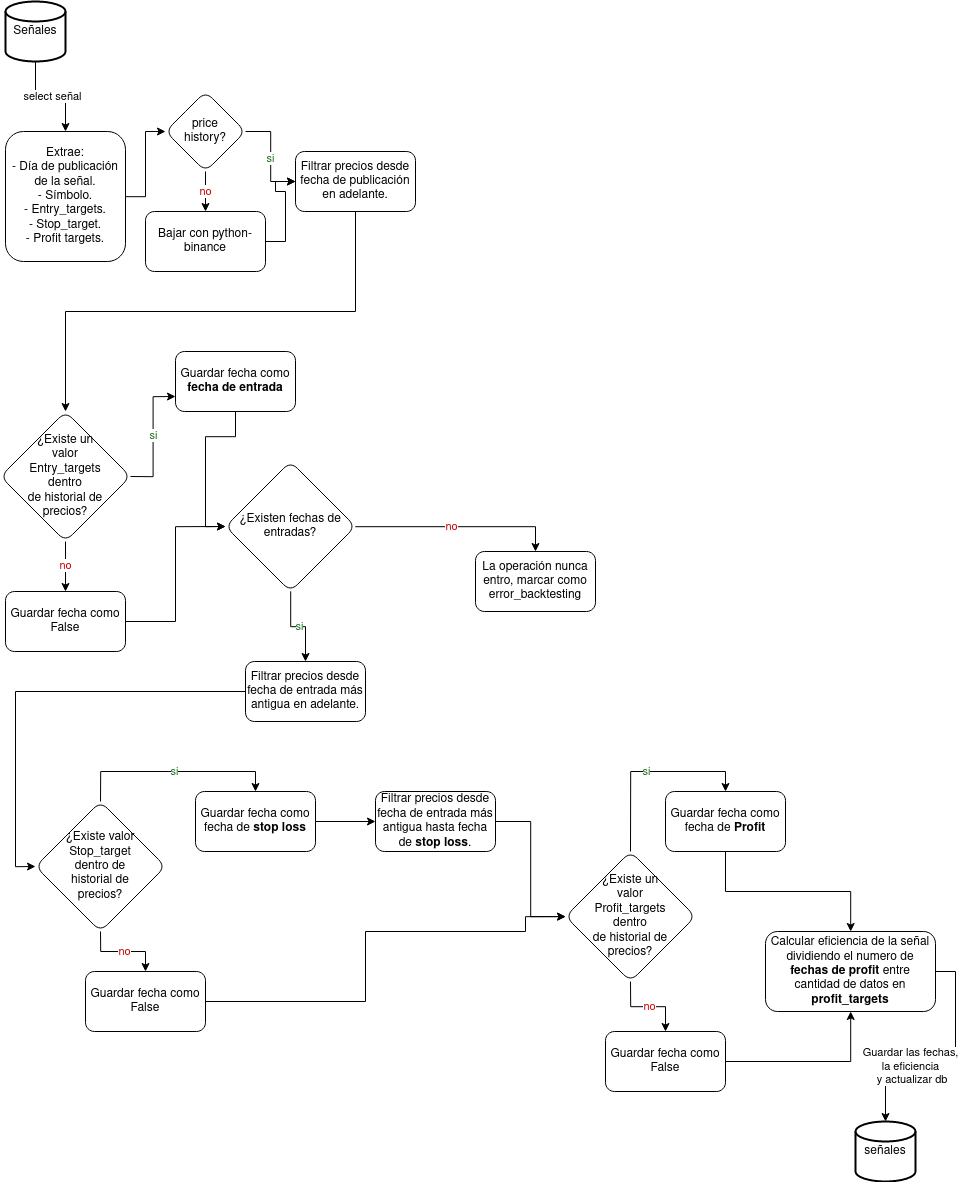 Señales
select señal
Extrae:
- Día de publicación
de la señal.
- Símbolo.
- Entry_targets.
- Stop_target.
- Profit targets.
price
history?
si
no
Bajar con python-
binance
Filtrar precios desde
fecha de publicación
en adelante.
Guardar fecha como
fecha de entrada
¿Existe un
valor
Entry_targets
dentro
de historial de
precios?
si
no
Guardar fecha como
False
¿Existen fechas de
entradas?
no
La operación nunca
entro, marcar como
error_backtesting
si
Filtrar precios desde
fecha de entrada más
antigua en adelante.
¿Existe valor
Stop_target
dentro de
historial de
precios?
si
Guardar fecha como
fecha de stop loss
Filtrar precios desde
fecha de entrada más
antigua hasta fecha
de stop loss.
no
Guardar fecha como
False
¿Existe un
valor
Profit_targets
dentro
de historial de
precios?
si
Guardar fecha como
fecha de Profit
no
Guardar fecha como
False
Calcular eficiencia de la señal
dividiendo el numero de
fechas de profit entre
cantidad de datos en
profit_targets
Guardar las fechas,
la eficiencia
y actualizar db
señales